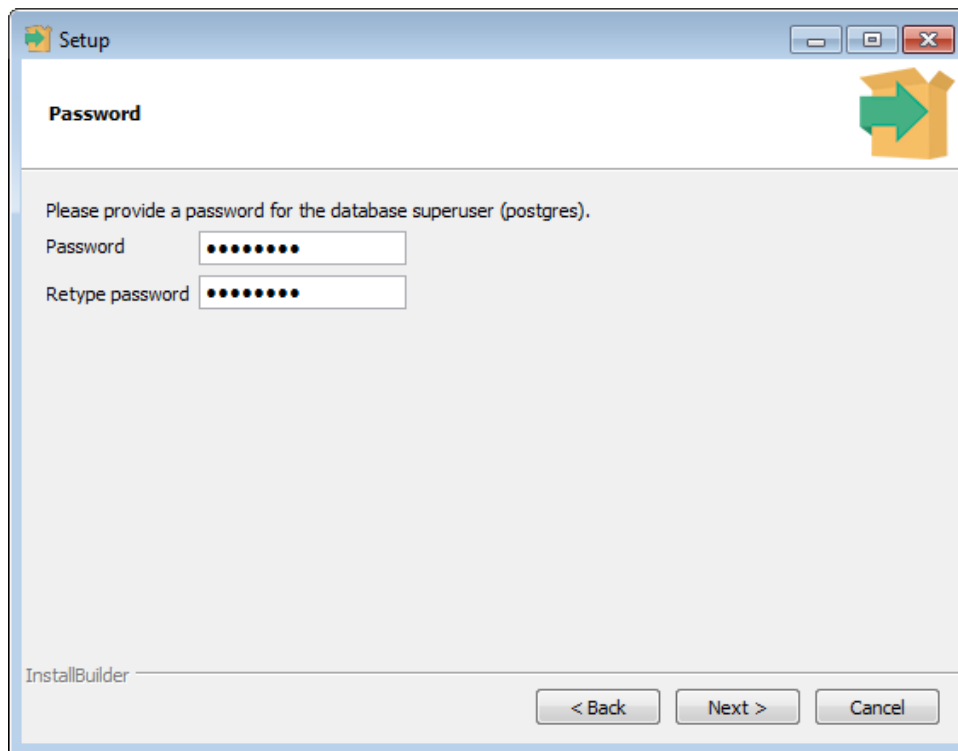 Setup
Password
Please provide a password for the database superuser (postgres).
Password ••••••••
Retype password ••••••••
InstallBuilder
< Back Next > Cancel